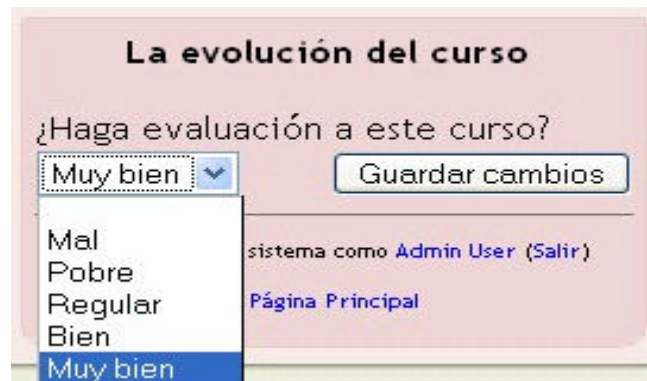 La evolución del curso
¿Haga evaluación a este curso?
Muy bien Guardar cambios
Mal
sistema como Admin User (Salir)
Pobre
Regular Página Principal
Bien
Muy bien